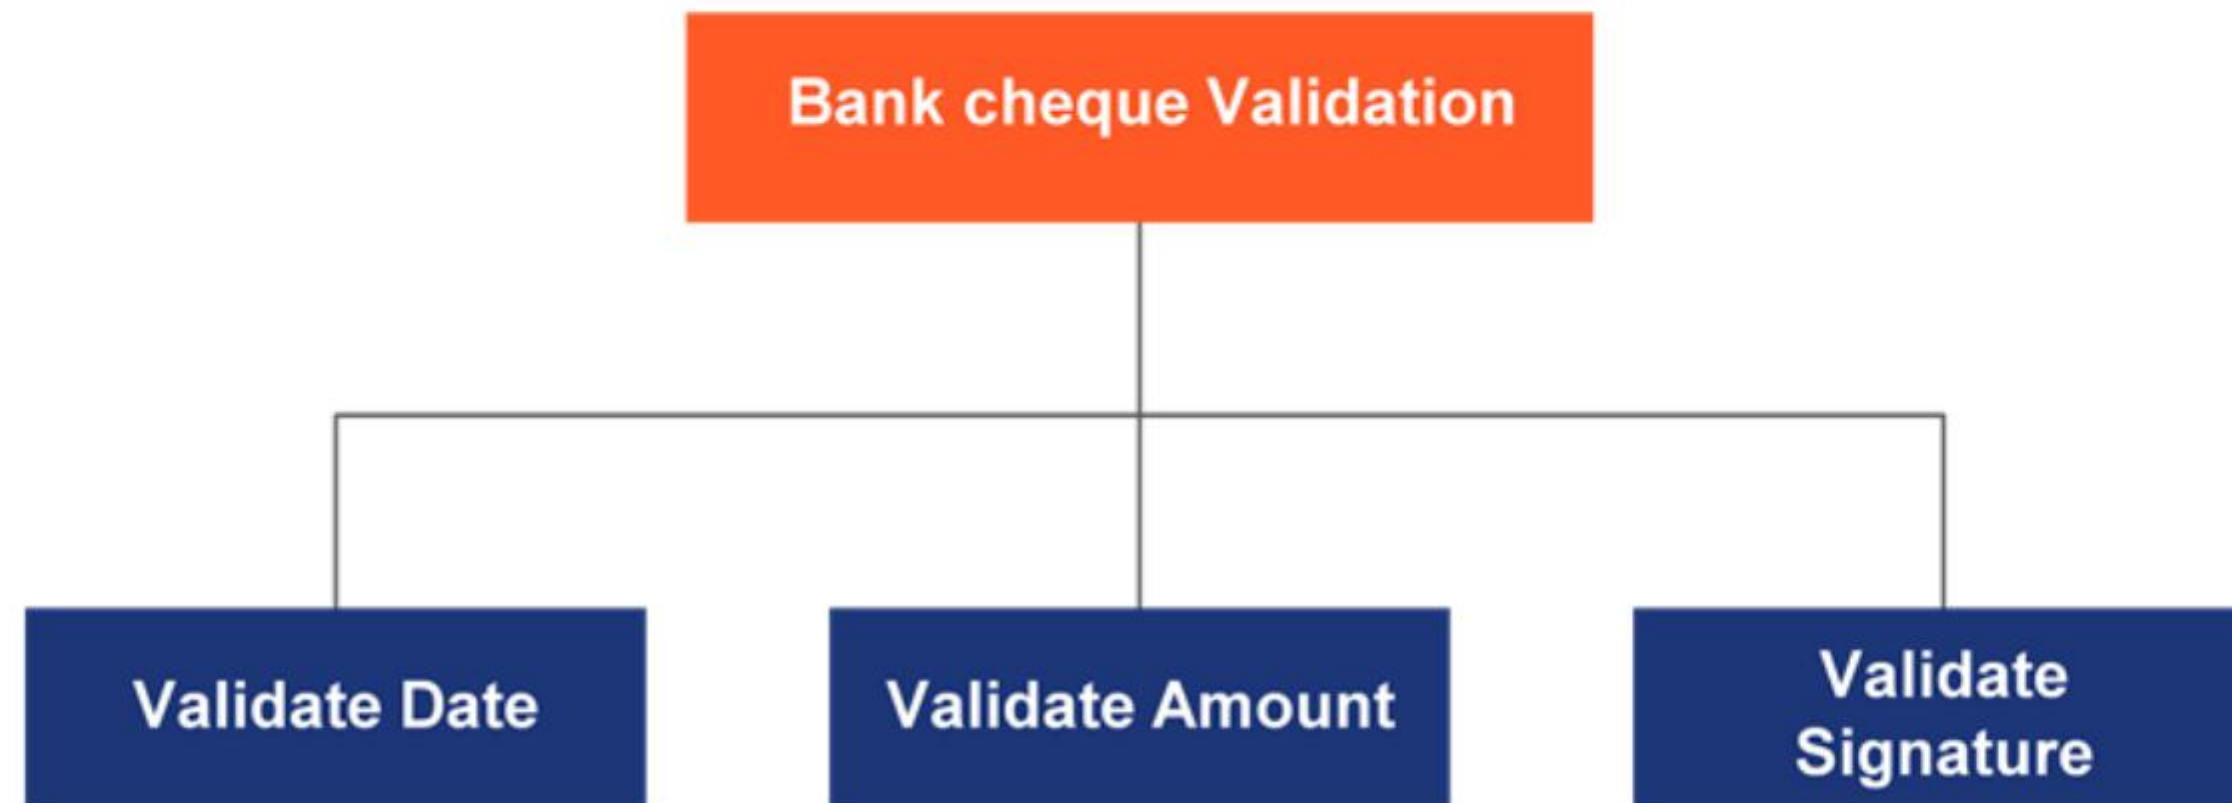 Bank cheque Validation
Validate Date
Validate Amount
Validate
Signature